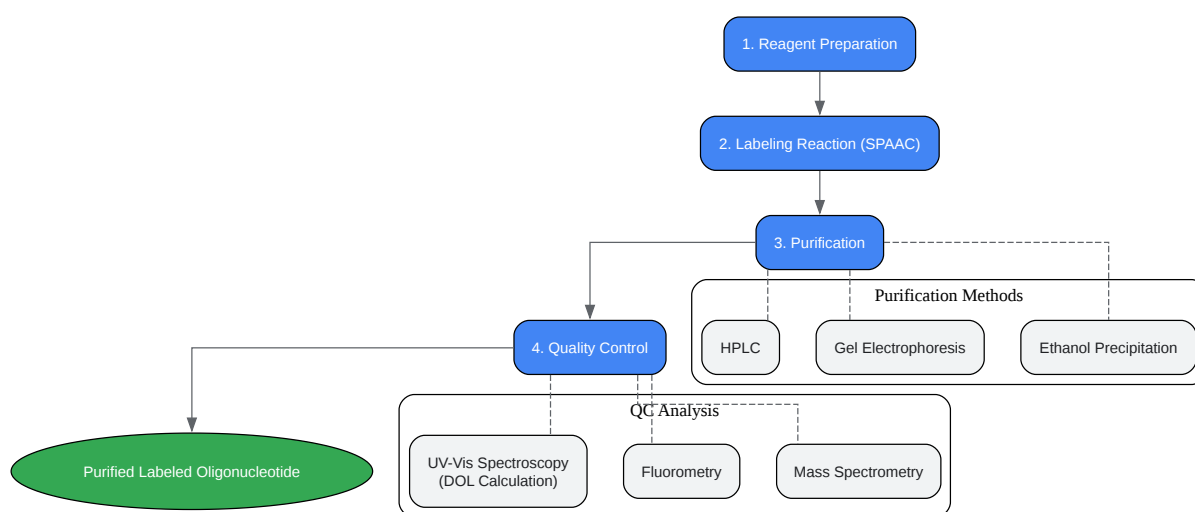 1. Reagent Preparation
2. Labeling Reaction (SPAAC)
3. Purification
Purification Methods
HPLC
Gel Electrophoresis
Ethanol Precipitation
4. Quality Control
QC Analysis
UV-Vis Spectroscopy
(DOL Calculation)
Fluorometry
Mass Spectrometry
Purified Labeled Oligonucleotide